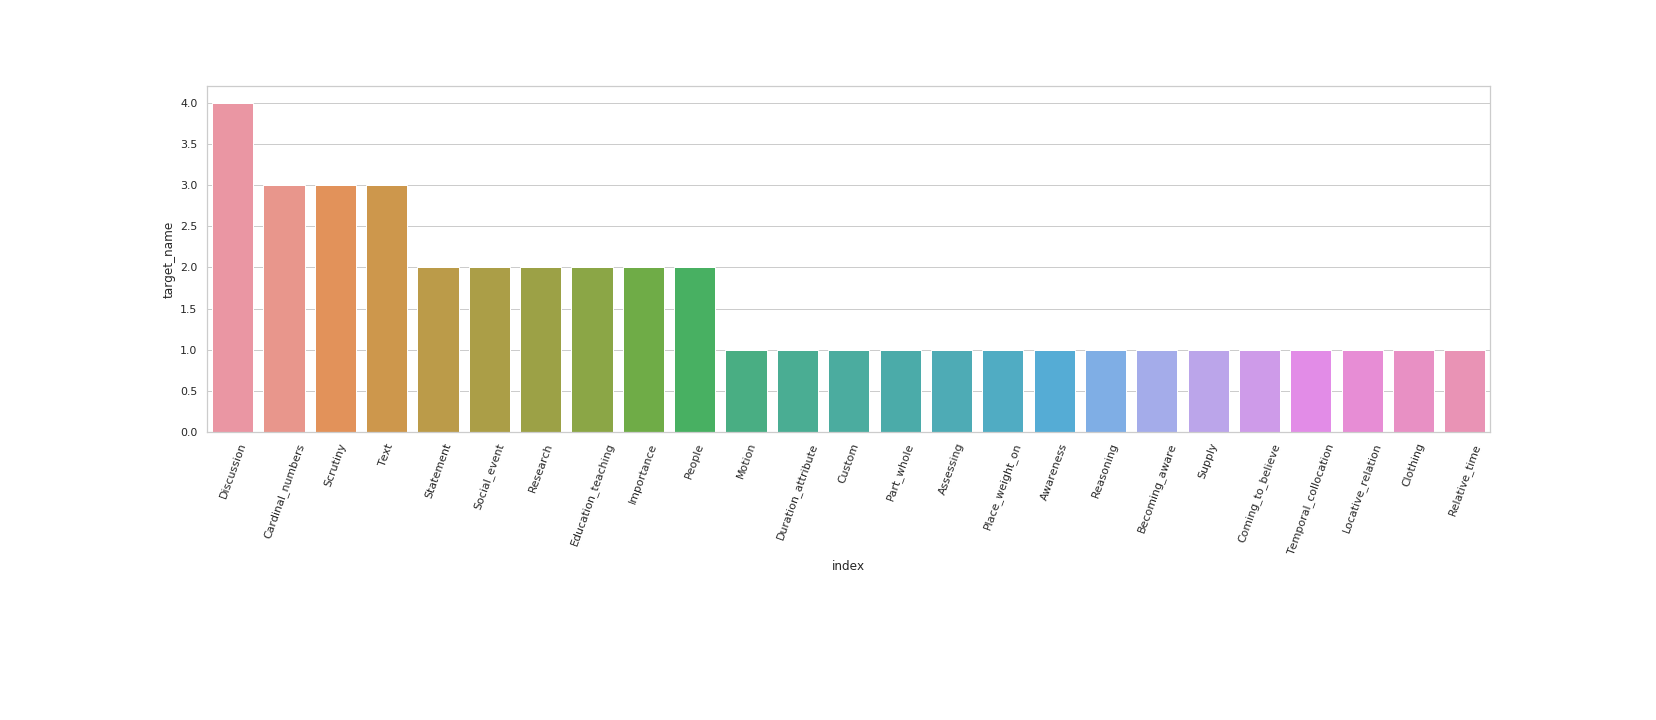 4.0
3.5
3.0
2.5
2.0
1.5
1.0
0.5
0.0
target_name
Discussion
Cardinal_numbers
Scrutiny
Text
Statement
Social_event
Research
Education_teaching
Importance
People
Motion
Duration_attribute
Custom
Part_whole
Assessing
Place_weight_on
Awareness
Reasoning
Becoming_aware
Supply
Coming_to_believe
Temporal_collocation
Locative_relation
Clothing
Relative_time
index